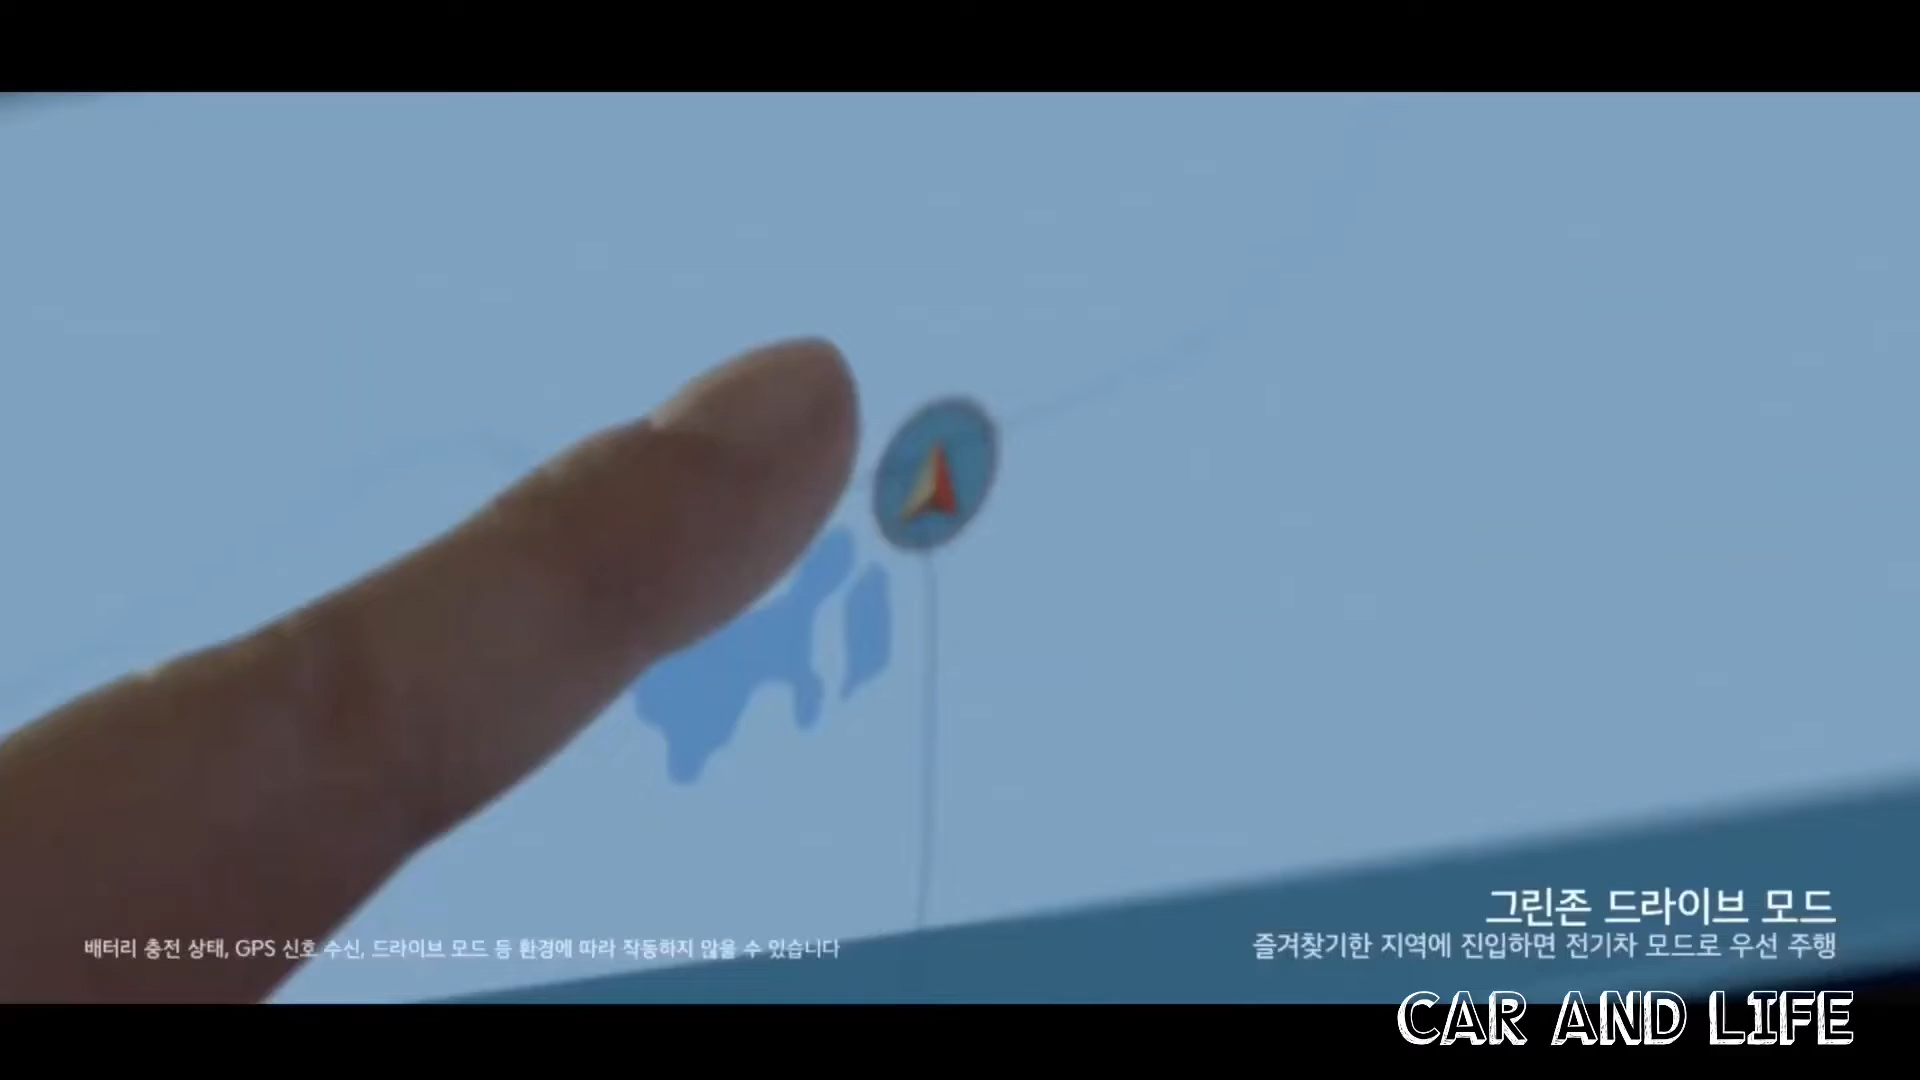 그린존 드라이브 모드
즐겨찾기한 지역에 진입하면 전기차 모드로 우선 주행
배터리 충전 상태, GPS 신호 수신, 드라이브 모드 등 환경에 따라 작동하지 않을 수 있습니다
CAR AND LIFE